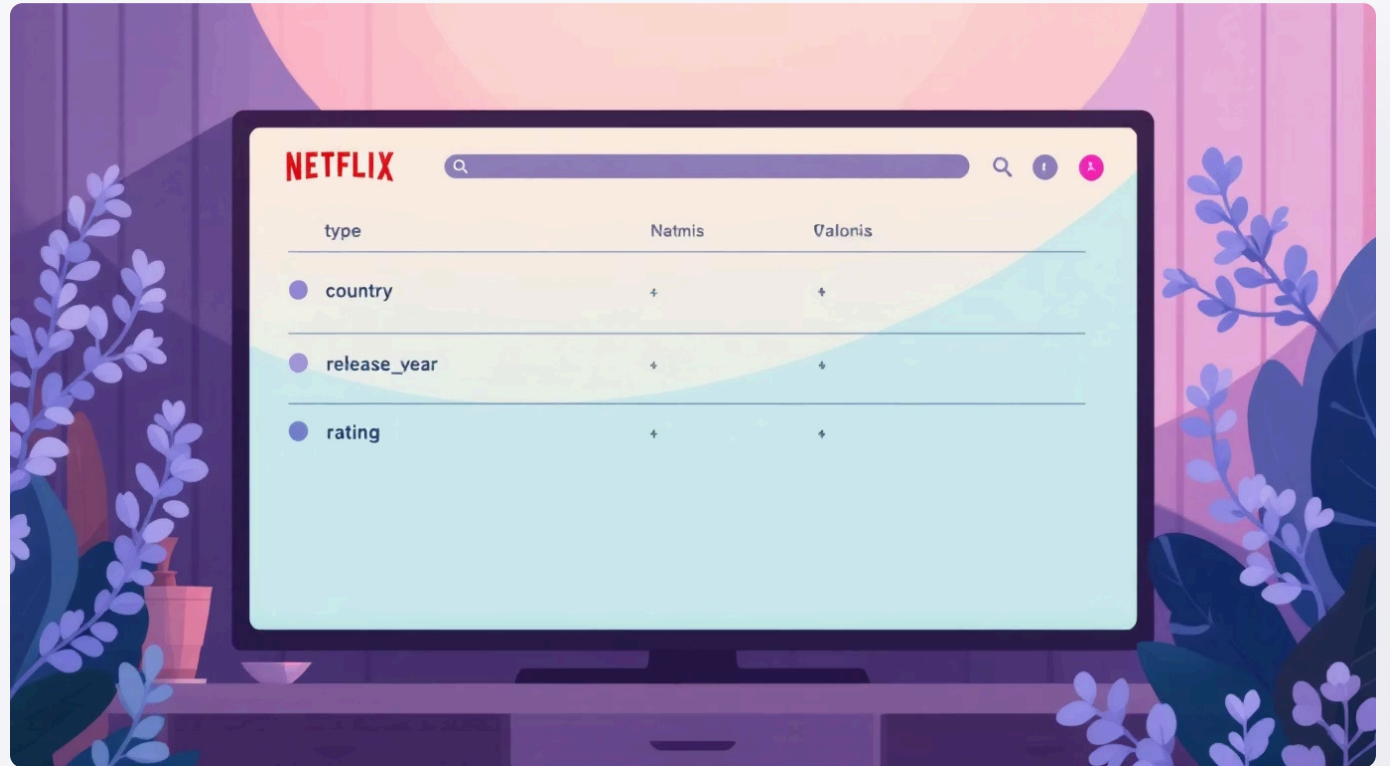 NETFLIX
type Natmis Valonis
country
release_year
rating